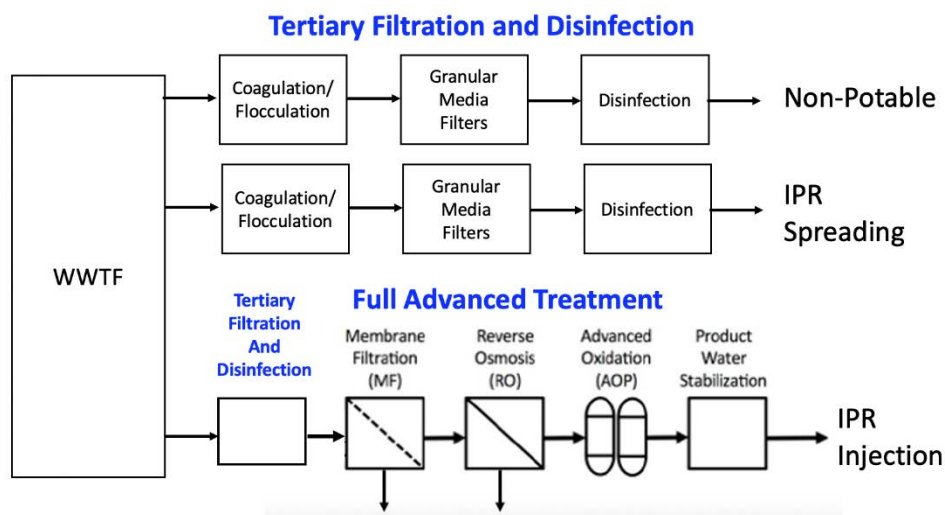 Tertiary Filtration and Disinfection
WWTF
Coagulation/
Flocculation
Granular
Media
Filters
Disinfection
Non-Potable
Coagulation/
Flocculation
Granular
Media
Filters
Disinfection
IPR
Spreading
Full Advanced Treatment
Tertiary
Filtration
And
Disinfection
Membrane
Filtration
(MF)
Reverse
Osmosis
(RO)
Advanced
Oxidation
(AOP)
Product
Water
Stabilization
IPR
Injection